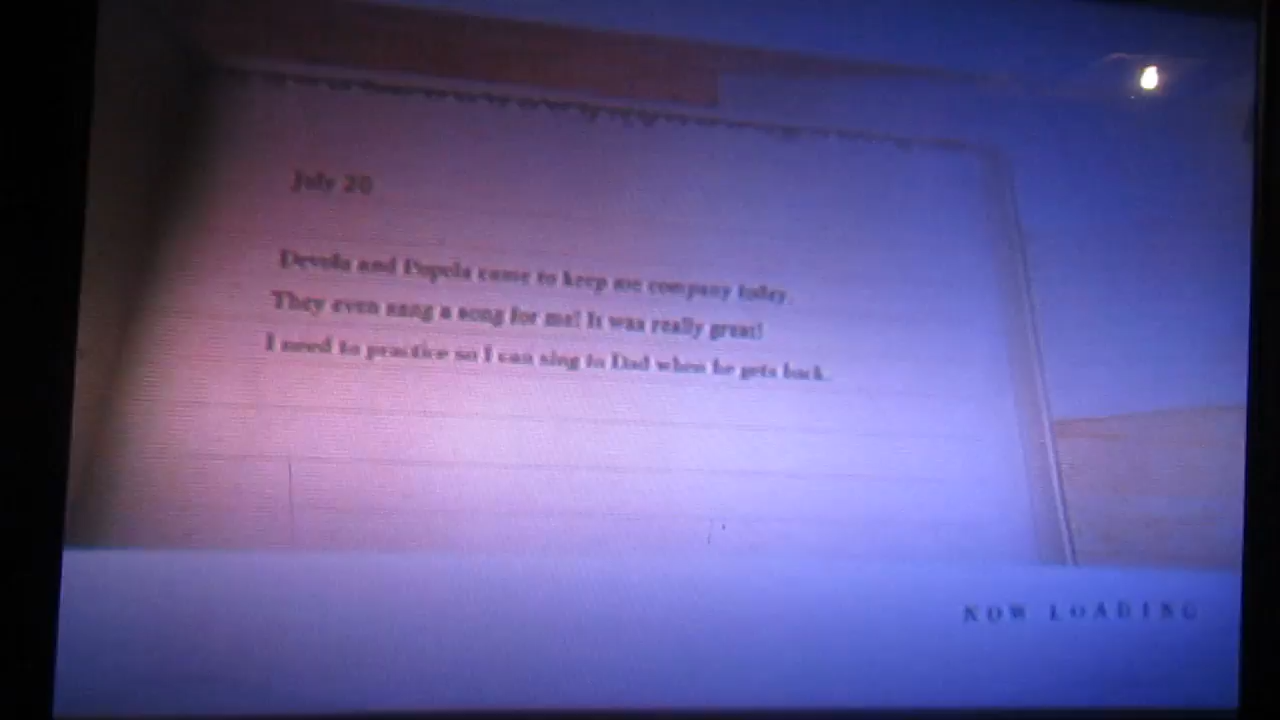 July 20
Devola and Popola came to keep me company today.
They even sang a song for me! It was really great!
I need to practice so I can sing to Dad when he gets back.
NOW LOADING